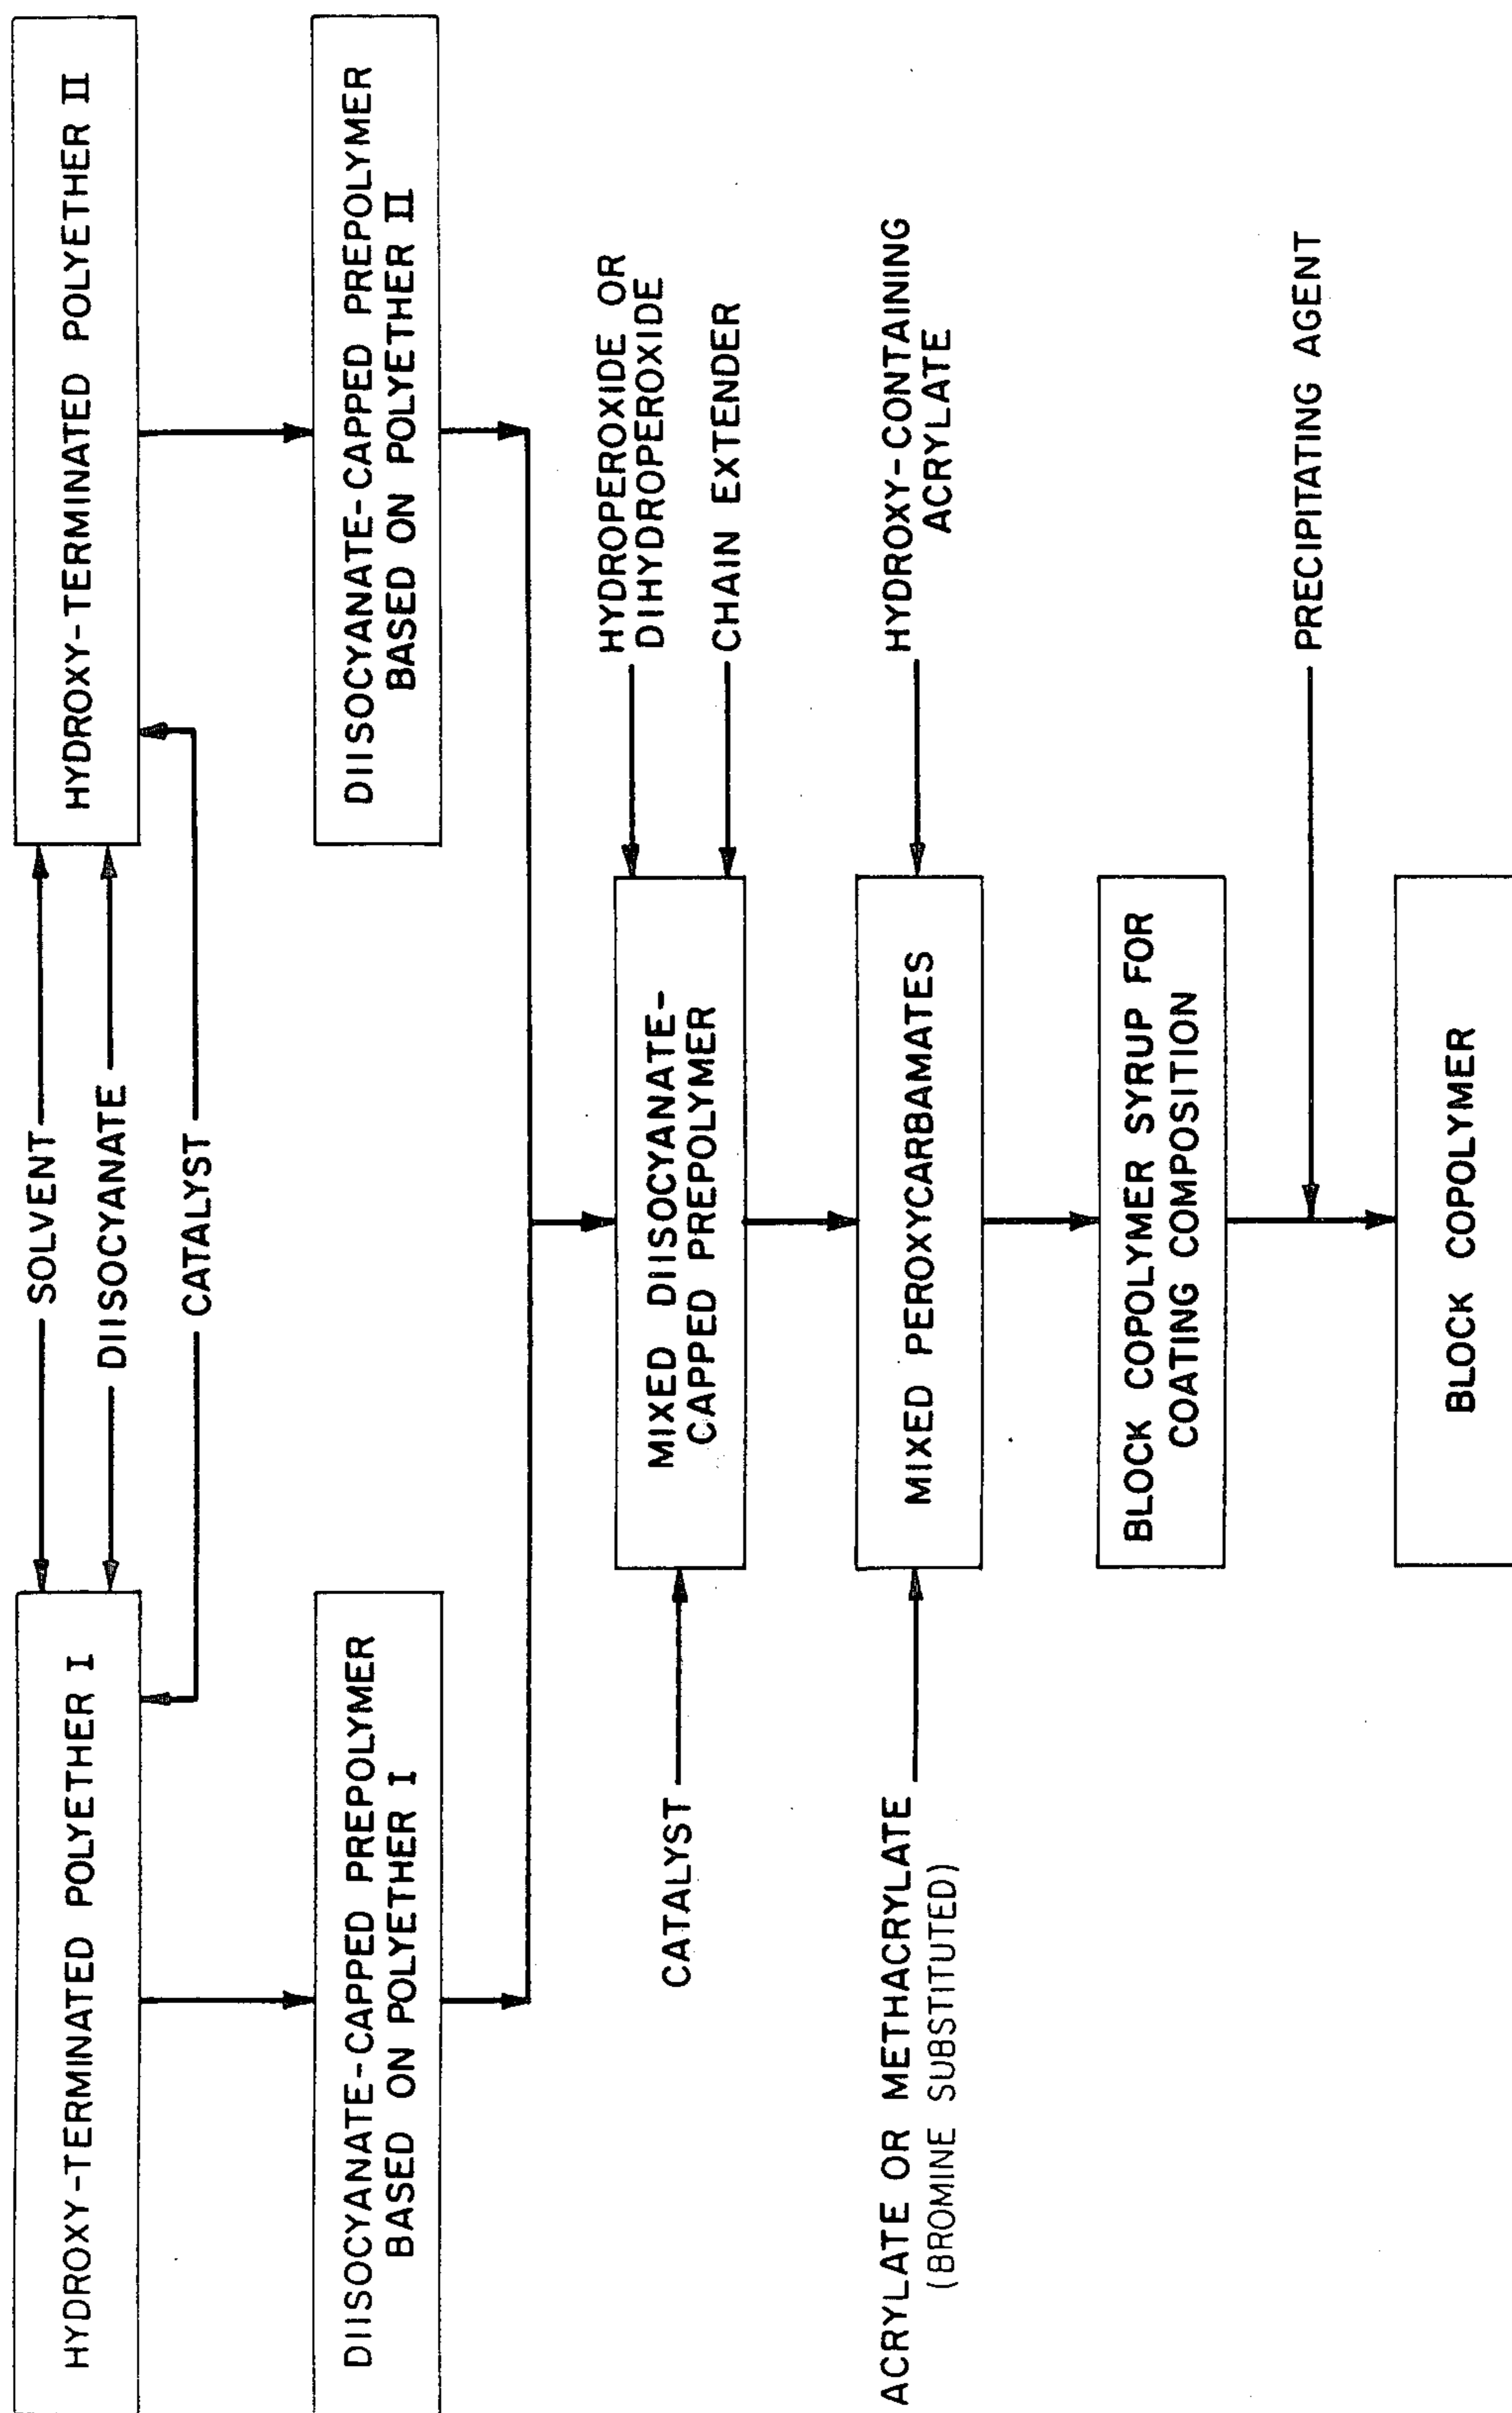 HYDROXY-TERMINATED POLYETHER I
SOLVENT
DIISOCYANATE
CATALYST
HYDROXY-TERMINATED POLYETHER II
DIISOCYANATE-CAPPED PREPOLYMER
BASED ON POLYETHER I
DIISOCYANATE-CAPPED PREPOLYMER
BASED ON POLYETHER II
CATALYST
MIXED DIISOCYANATE-
CAPPED PREPOLYMER
HYDROPEROXIDE OR
DIHYDROPEROXIDE
CHAIN EXTENDER
ACRYLATE OR METHACRYLATE
(BROMINE SUBSTITUTED)
MIXED PEROXYCARBAMATES
HYDROXY-CONTAINING
ACRYLATE
BLOCK COPOLYMER SYRUP FOR
COATING COMPOSITION
PRECIPITATING AGENT
BLOCK COPOLYMER